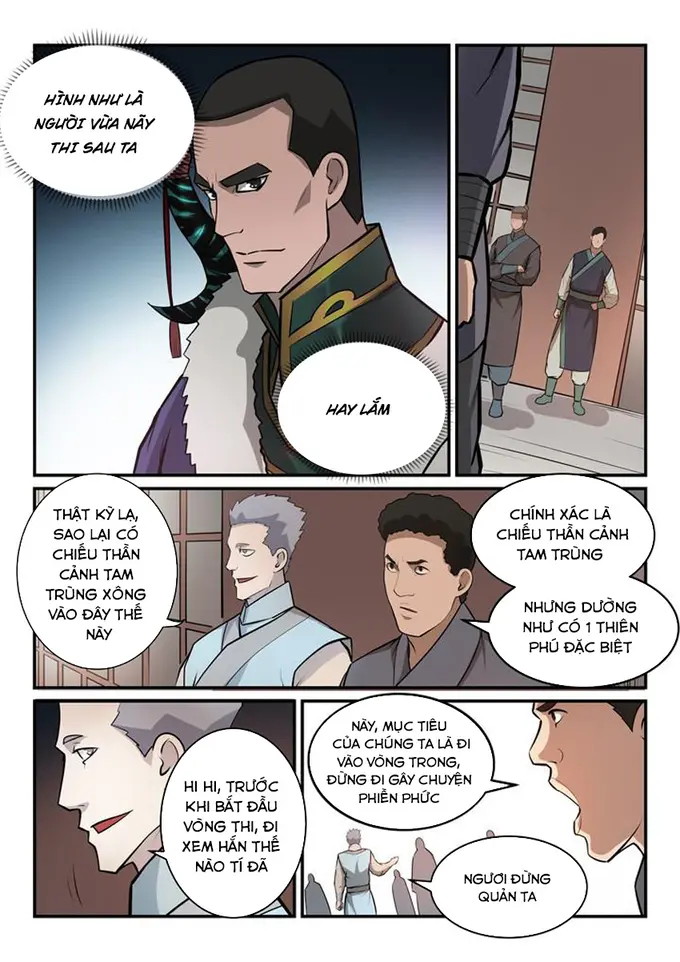 HÌNH NHƯ LÀ
NGƯỜI VỪA NÃY
THI SAU TA
HAY LẮM
THẬT KỲ LẠ,
SAO LẠI CÓ
CHIẾU THẦN
CẢNH TAM
TRÙNG XÔNG
VÀO ĐÂY THẾ
NÀY
CHÍNH XÁC LÀ
CHIẾU THẦN CẢNH
TAM TRÙNG
NHƯNG DƯỜNG
NHƯ CÓ 1 THIÊN
PHÚ ĐẶC BIỆT
HI HI, TRƯỚC
KHI BẮT ĐẦU
VÒNG THI, ĐI
XEM HẮN THẾ
NÀO TÍ ĐÃ
NÀY, MỤC TIÊU
CỦA CHÚNG TA LÀ ĐI
VÀO VÒNG TRONG,
ĐỪNG ĐI GÂY CHUYỆN
PHIỀN PHỨC
NGƯƠI ĐỪNG
QUẢN TA